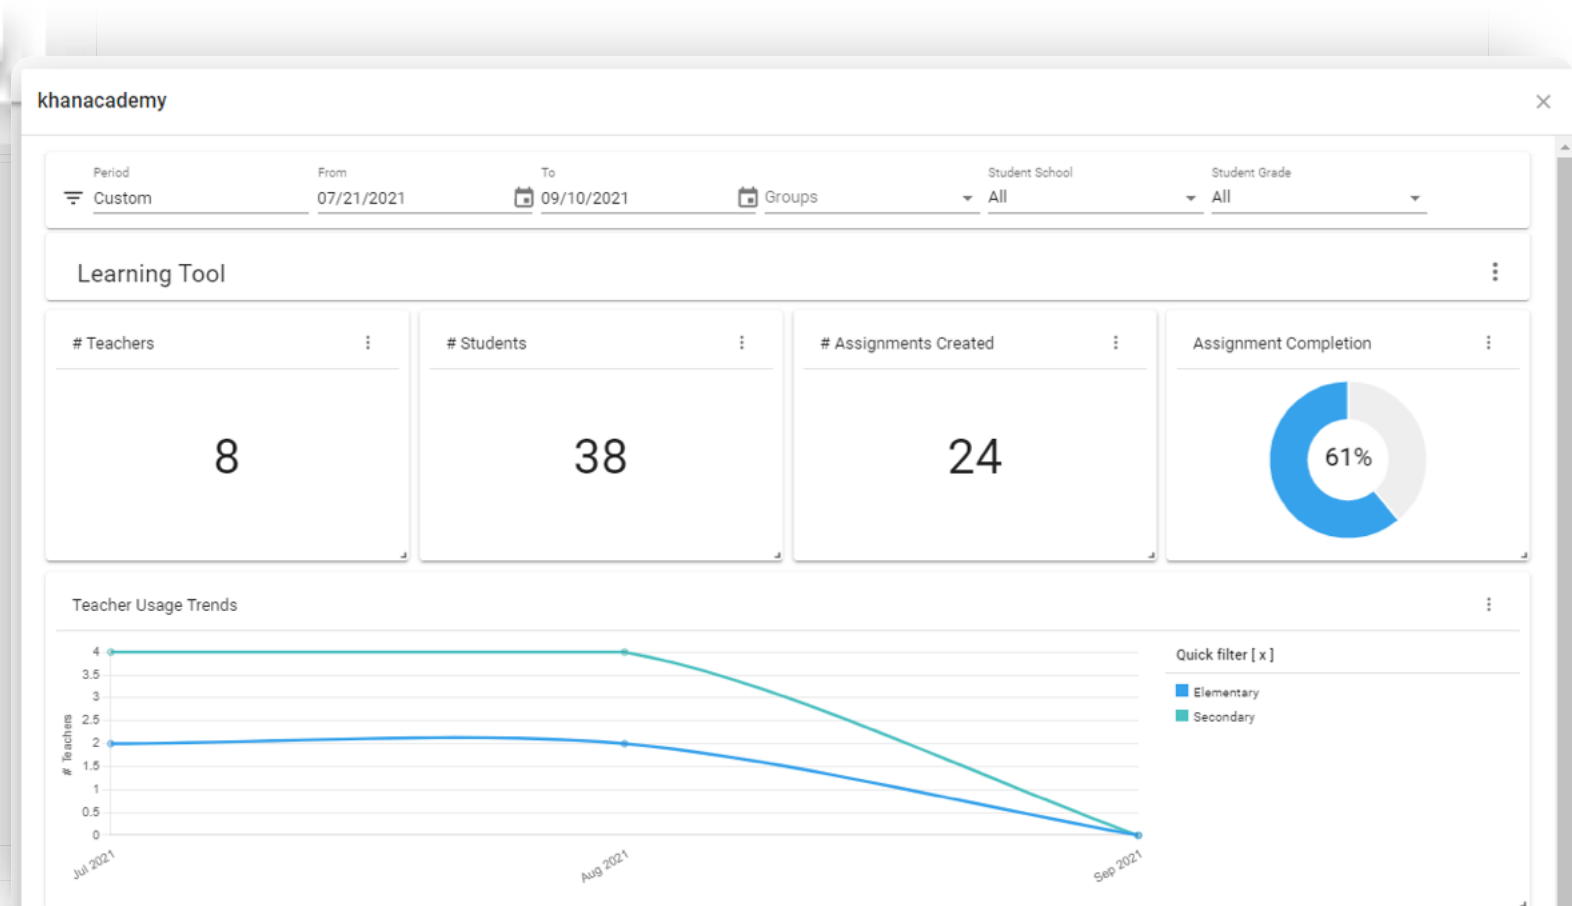 khanacademy
Period From To Student School Student Grade
Custom 07/21/2021 09/10/2021 Groups All All
Learning Tool
# Teachers # Students # Assignments Created Assignment Completion
8 38 24 61%
Teacher Usage Trends
Quick filter [ x ]
Elementary
Secondary
# Teachers
4
3.5
3
2.5
2
1.5
1
0.5
0
Jul 2021 Aug 2021 Sep 2021